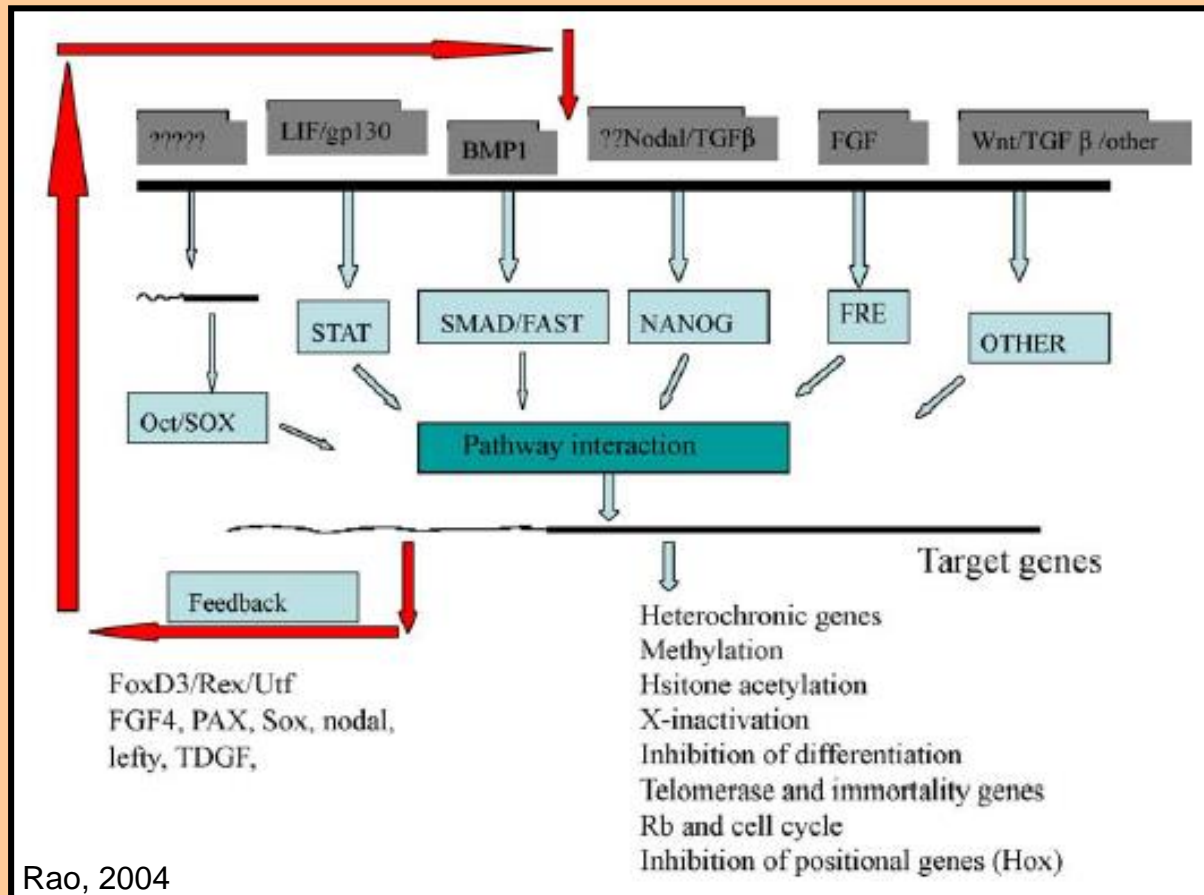 ?????
LIF/gp130
BMP1
??Nodal/TGFβ
FGF
Wnt/TGF β /other
STAT
SMAD/FAST
NANOG
FRE
OTHER
Oct/SOX
Pathway interaction
Target genes
Feedback
FoxD3/Rex/Utf
FGF4, PAX, Sox, nodal,
lefty, TDGF,
Heterochronic genes
Methylation
Hsitone acetylation
X-inactivation
Inhibition of differentiation
Telomerase and immortality genes
Rb and cell cycle
Inhibition of positional genes (Hox)
Rao, 2004